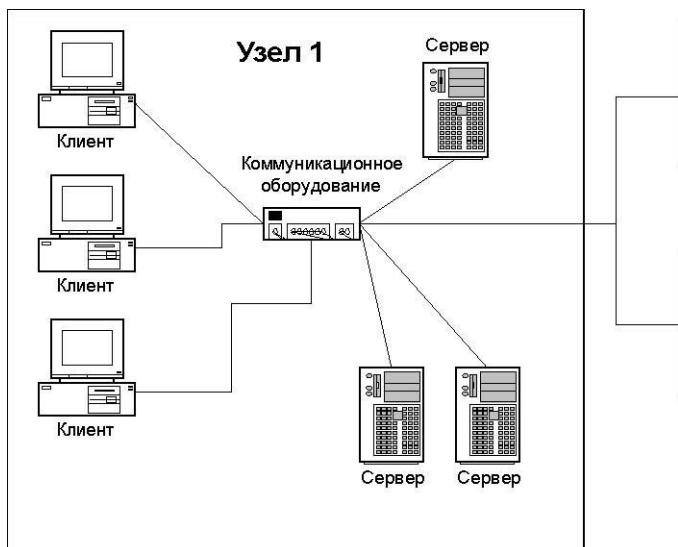 Узел 1
Сервер
Клиент
Коммуникационное
оборудование
Клиент
Клиент
Сервер
Сервер